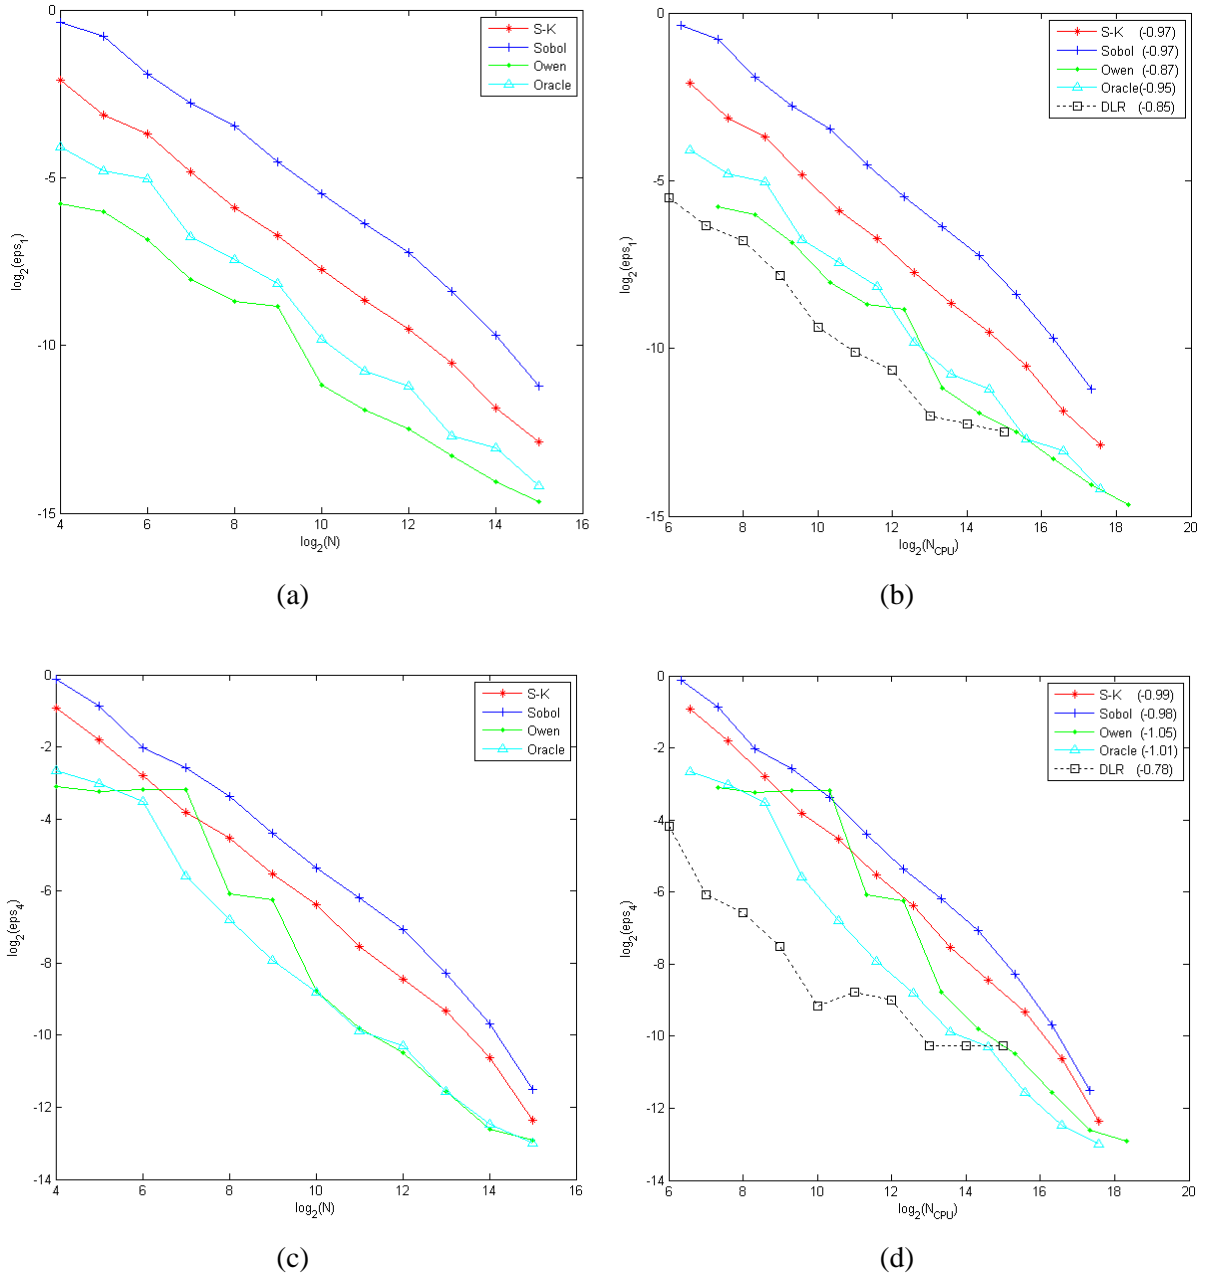 0
-5
-10
-15
4
6
8
10
12
14
16
log2(eps1)
log2(N)
S-K
Sobol
Owen
Oracle
(a)
0
-5
-10
-15
6
8
10
12
14
16
18
20
log2(eps1)
log2(NCPU)
S-K (-0.97)
Sobol (-0.97)
Owen (-0.87)
Oracle(-0.95)
DLR (-0.85)
(b)
0
-2
-4
-6
-8
-10
-12
-14
4
6
8
10
12
14
16
log2(eps4)
log2(N)
S-K
Sobol
Owen
Oracle
(c)
0
-2
-4
-6
-8
-10
-12
-14
6
8
10
12
14
16
18
20
log2(eps4)
log2(NCPU)
S-K (-0.99)
Sobol (-0.98)
Owen (-1.05)
Oracle (-1.01)
DLR (-0.78)
(d)